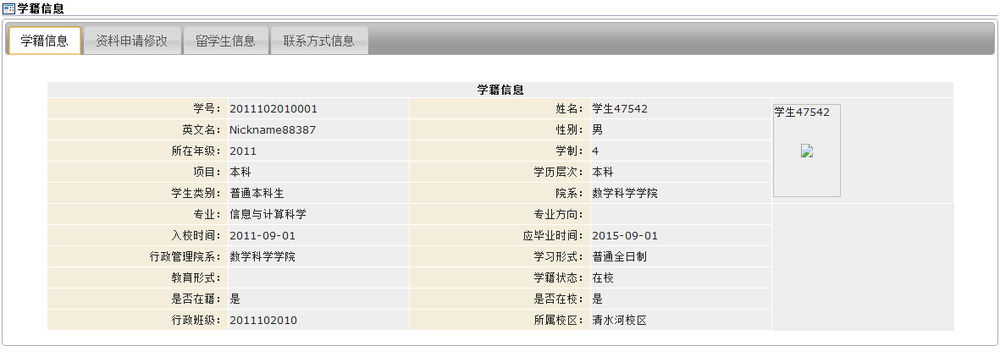 学籍信息
学籍信息 资料申请修改 留学生信息 联系方式信息
学籍信息
学号： 2011102010001 姓名： 学生47542 学生47542
英文名： Nickname88387 性别： 男
所在年级： 2011 学制： 4
项目： 本科 学历层次： 本科
学生类别： 普通本科生 院系： 数学科学学院
专业： 信息与计算科学 专业方向：
入校时间： 2011-09-01 应毕业时间： 2015-09-01
行政管理院系： 数学科学学院 学习形式： 普通全日制
教育形式： 学籍状态： 在校
是否在籍： 是 是否在校： 是
行政班级： 2011102010 所属校区： 清水河校区